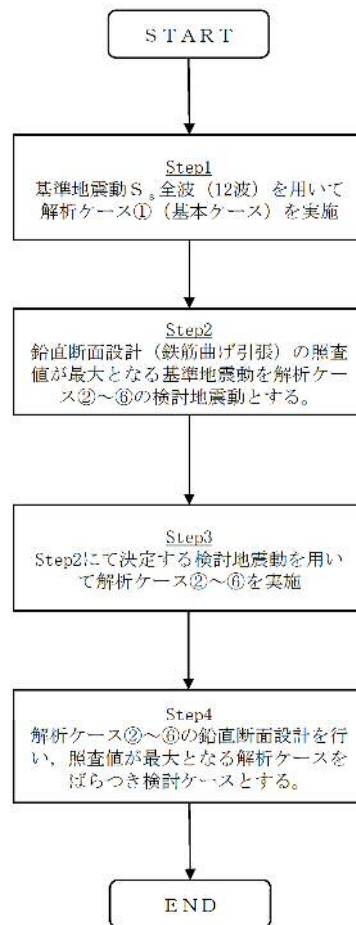 START
Step1
基準地震動Ｓｓ全波（12波）を用いて
解析ケース①（基本ケース）を実施
Step2
鉛直断面設計（鉄筋曲げ引張）の照査
値が最大となる基準地震動を解析ケー
ス②～⑥の検討地震動とする。
Step3
Step2にて決定する検討地震動を用い
て解析ケース②～⑥を実施
Step4
解析ケース②～⑥の鉛直断面設計を行
い，照査値が最大となる解析ケースを
ばらつき検討ケースとする。
END